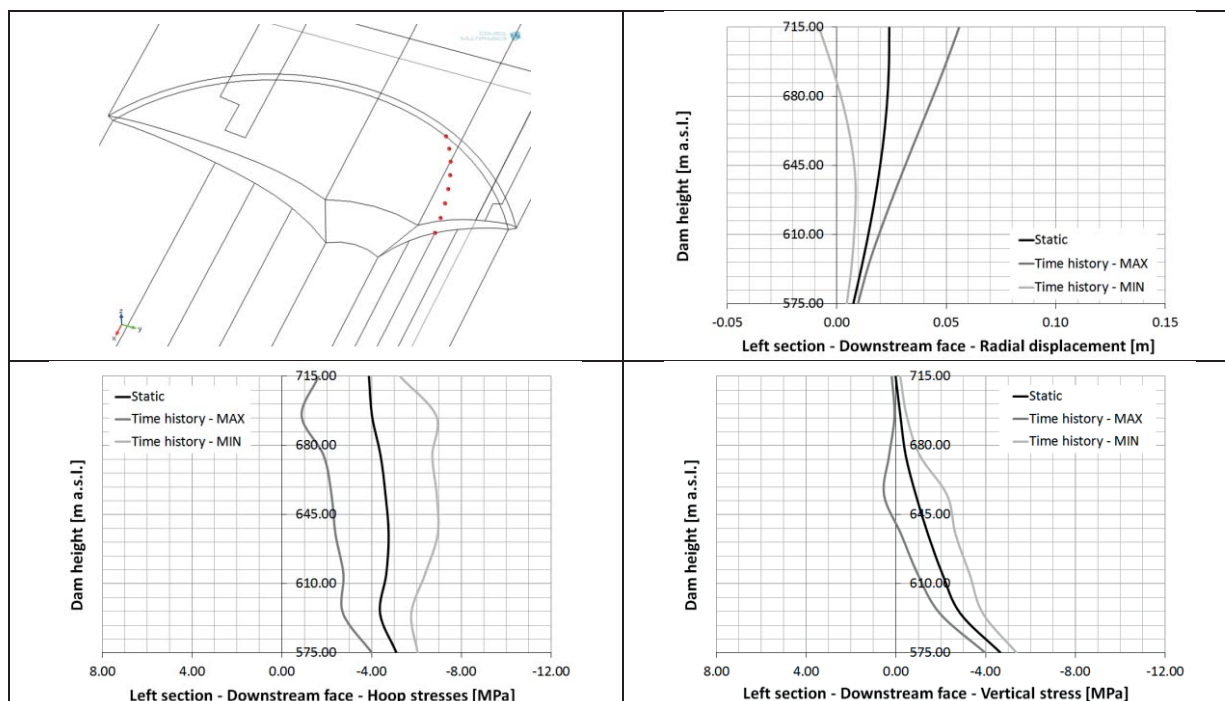 COMSOL
MULTIPHYSICS
z
y
x
715.00
680.00
645.00
610.00
575.00
Dam height [m a.s.l.]
Static
Time history - MAX
Time history - MIN
-0.05 0.00 0.05 0.10 0.15
Left section - Downstream face - Radial displacement [m]
715.00
680.00
645.00
610.00
575.00
Dam height [m a.s.l.]
Static
Time history - MAX
Time history - MIN
8.00 4.00 0.00 -4.00 -8.00 -12.00
Left section - Downstream face - Hoop stresses [MPa]
715.00
680.00
645.00
610.00
575.00
Dam height [m a.s.l.]
Static
Time history - MAX
Time history - MIN
8.00 4.00 0.00 -4.00 -8.00 -12.00
Left section - Downstream face - Vertical stress [MPa]